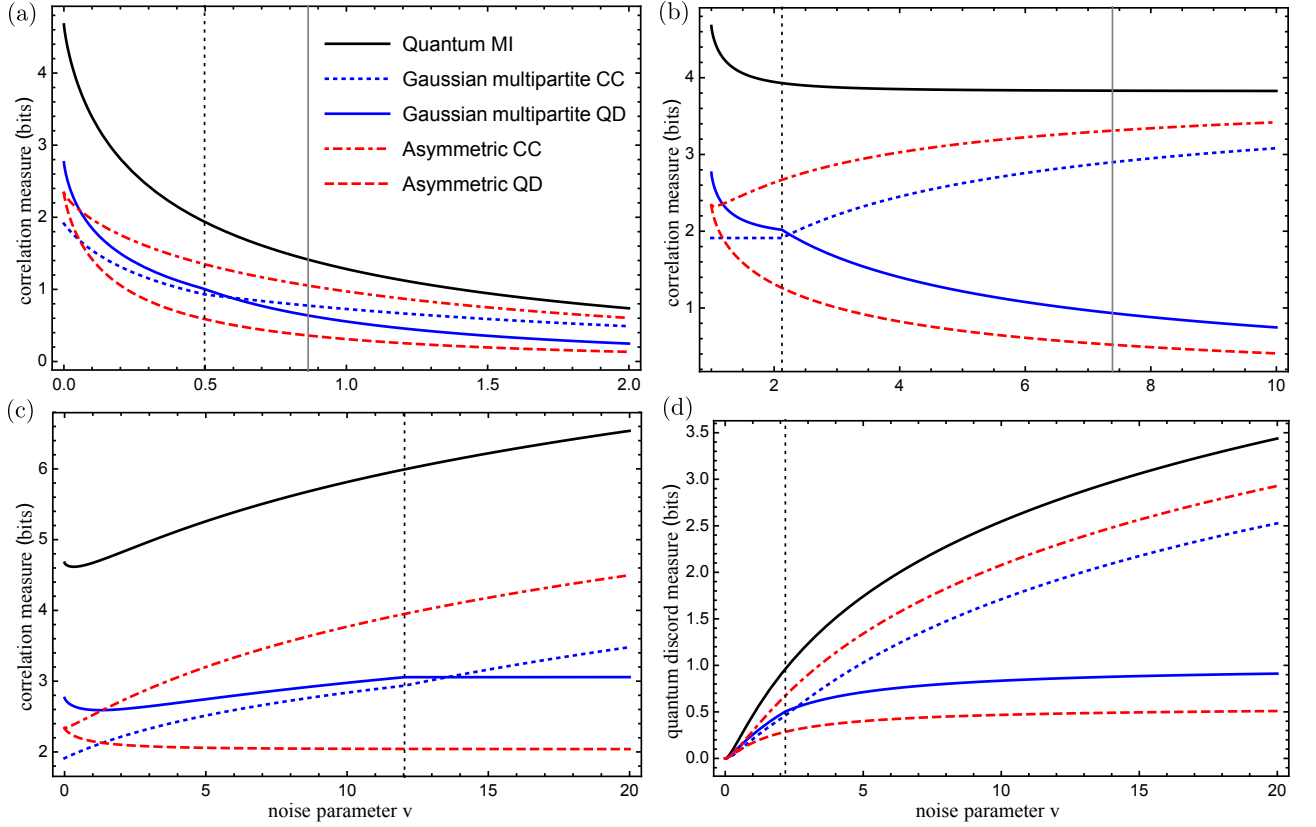 (a)
correlation measure (bits)
4
3
2
1
0
0.0 0.5 1.0 1.5 2.0
Quantum MI
Gaussian multipartite CC
Gaussian multipartite QD
Asymmetric CC
Asymmetric QD
(b)
correlation measure (bits)
4
3
2
1
2 4 6 8 10
(c)
correlation measure (bits)
6
5
4
3
2
0 5 10 15 20
noise parameter v
(d)
quantum discord measure (bits)
3.5
3.0
2.5
2.0
1.5
1.0
0.5
0.0
0 5 10 15 20
noise parameter v